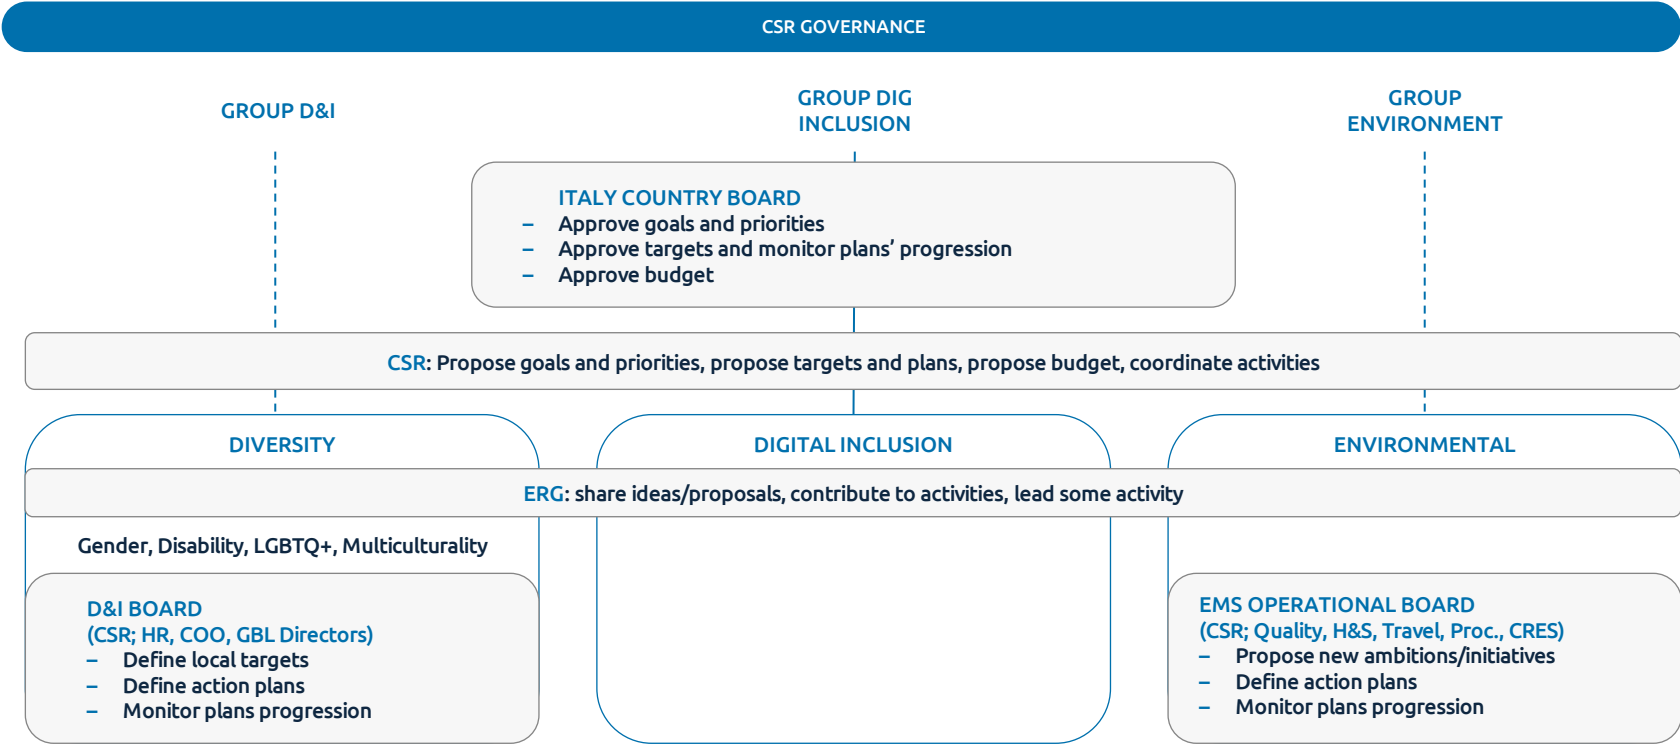 CSR GOVERNANCE
GROUP D&I
GROUP DIG
INCLUSION
GROUP
ENVIRONMENT
ITALY COUNTRY BOARD
– Approve goals and priorities
– Approve targets and monitor plans’ progression
– Approve budget
CSR: Propose goals and priorities, propose targets and plans, propose budget, coordinate activities
DIVERSITY
DIGITAL INCLUSION
ENVIRONMENTAL
ERG: share ideas/proposals, contribute to activities, lead some activity
Gender, Disability, LGBTQ+, Multiculturality
D&I BOARD
(CSR; HR, COO, GBL Directors)
– Define local targets
– Define action plans
– Monitor plans progression
EMS OPERATIONAL BOARD
(CSR; Quality, H&S, Travel, Proc., CRES)
– Propose new ambitions/initiatives
– Define action plans
– Monitor plans progression